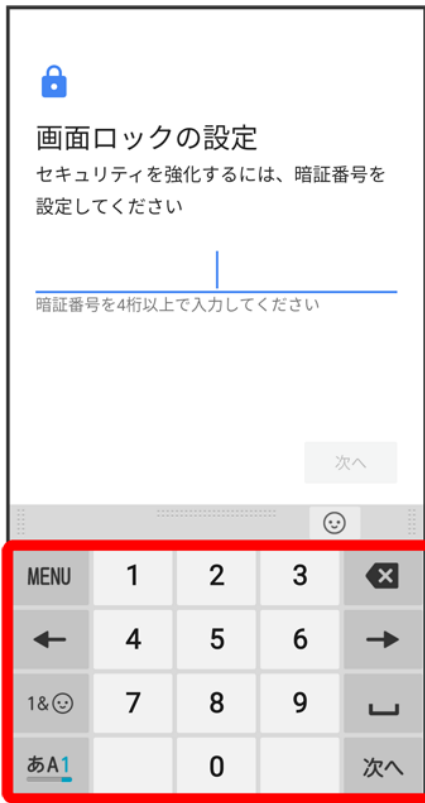 画面ロックの設定
セキュリティを強化するには、暗証番号を
設定してください
暗証番号を4桁以上で入力してください
次へ
MENU 1 2 3
4 5 6
1& 7 8 9
あA1 0 次へ